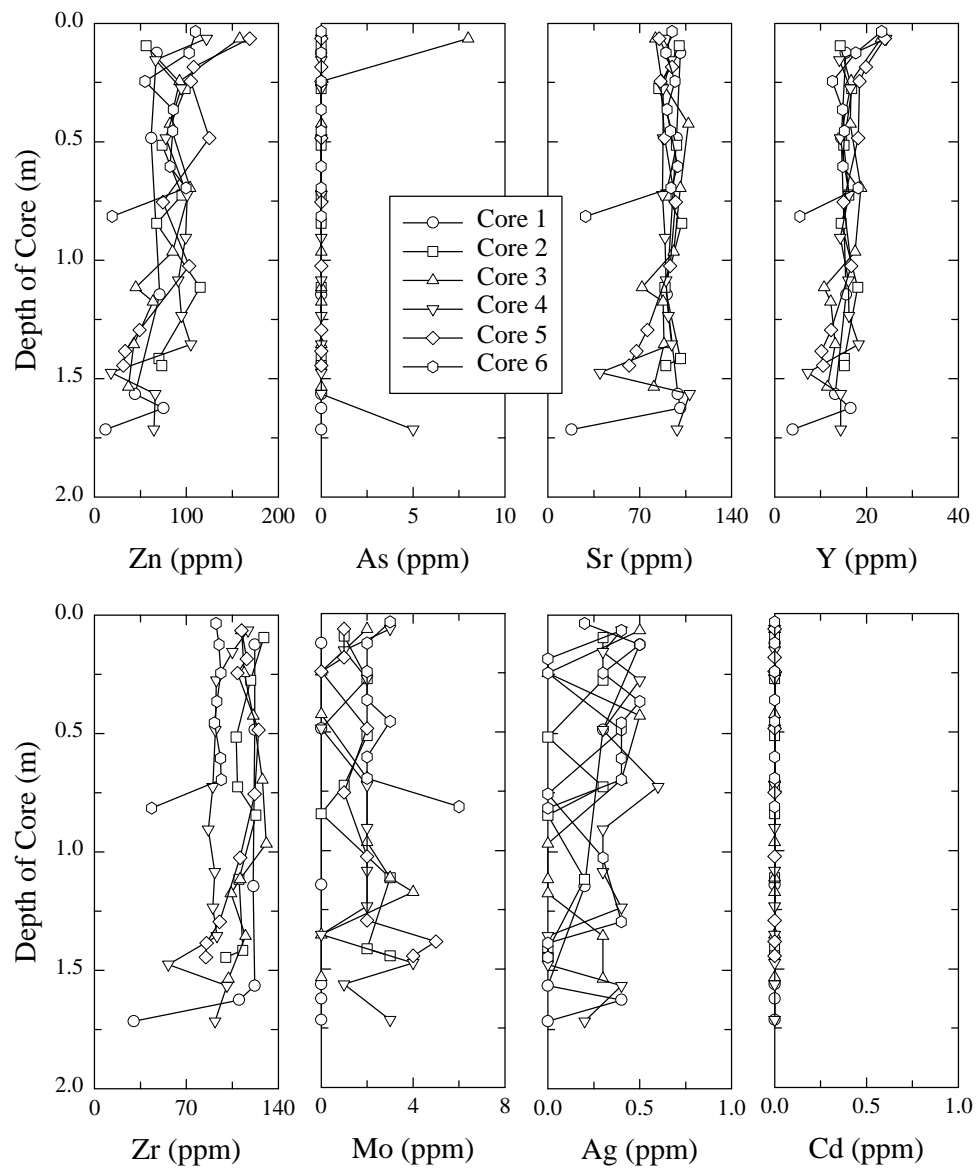 Depth of Core (m)
0.0
0.5
1.0
1.5
2.0
0 100 200
Zn (ppm)
0 5 10
As (ppm)
0 70 140
Sr (ppm)
0 20 40
Y (ppm)
Core 1
Core 2
Core 3
Core 4
Core 5
Core 6
Depth of Core (m)
0.0
0.5
1.0
1.5
2.0
0 70 140
Zr (ppm)
0 4 8
Mo (ppm)
0.0 0.5 1.0
Ag (ppm)
0.0 0.5 1.0
Cd (ppm)